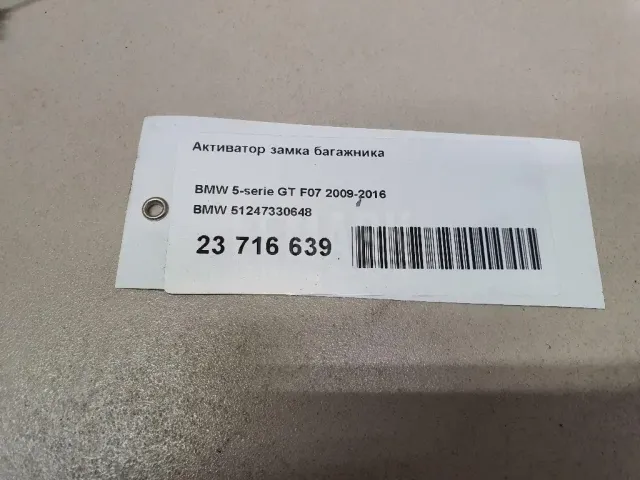 Активатор замка багажника
BMW 5-serie GT F07 2009-2016
BMW 51247330648
23 716 639